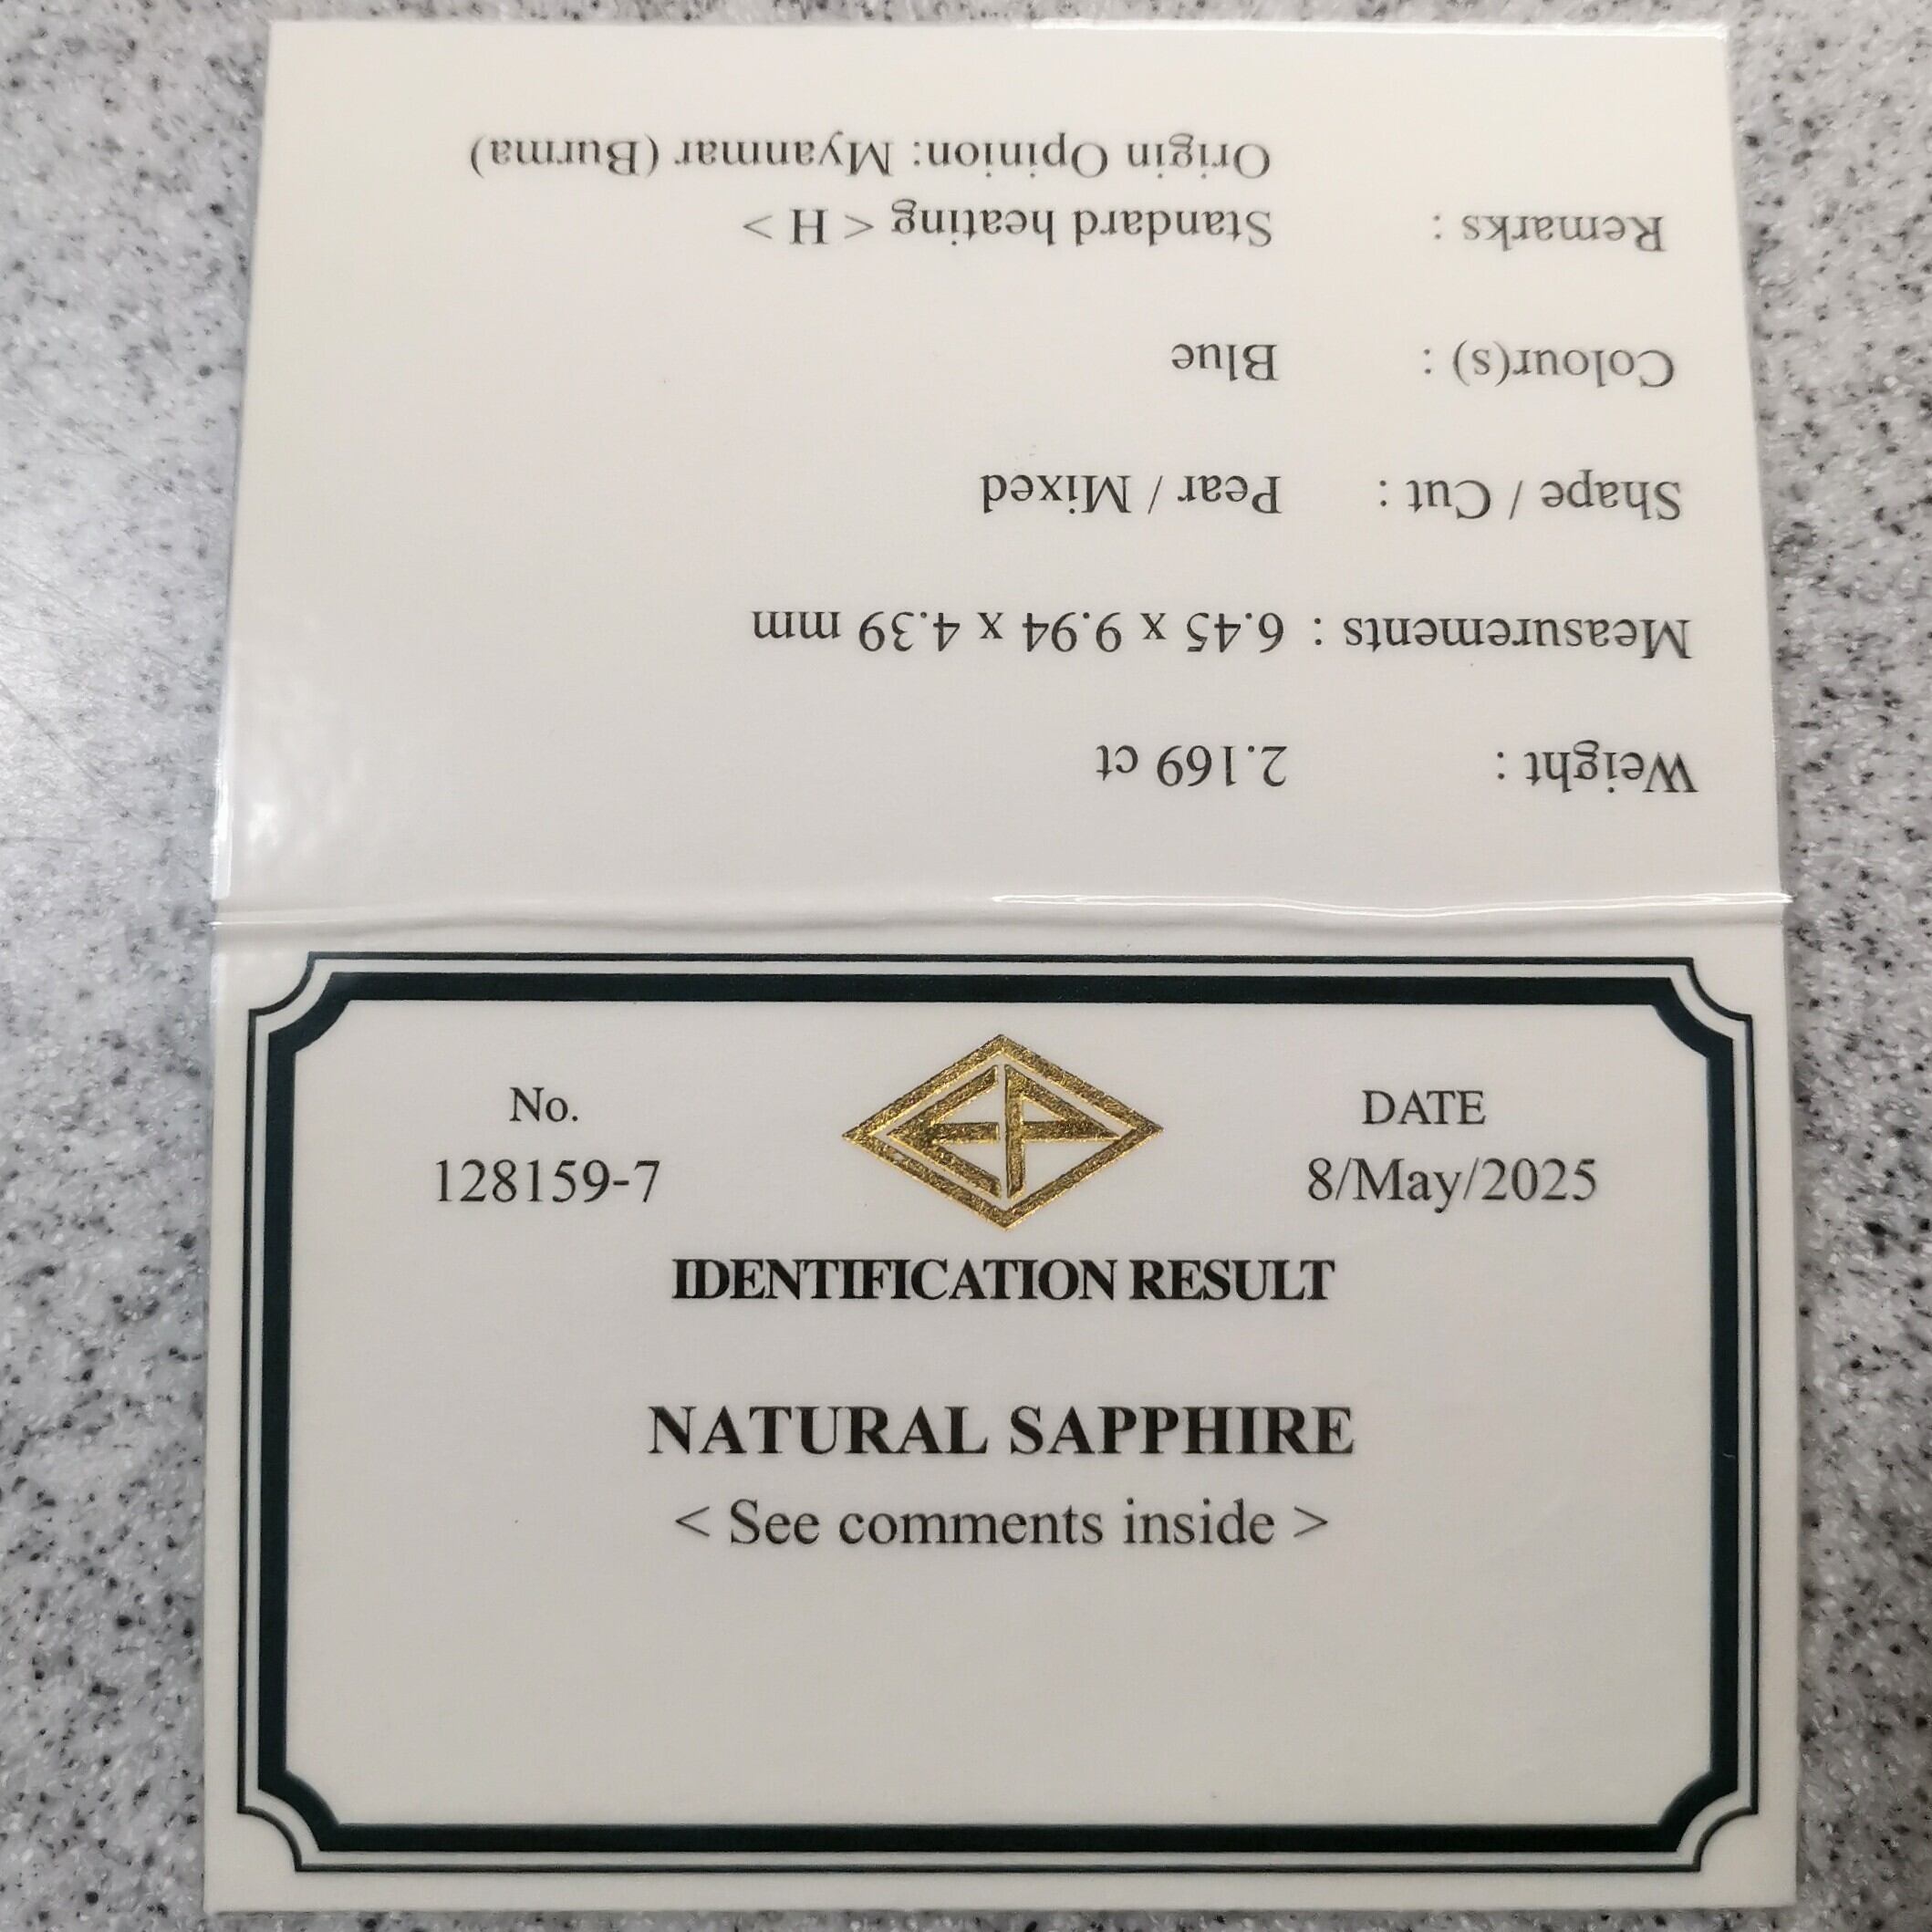 Weight : 2.169 ct
Measurements : 6.45 x 9.94 x 4.39 mm
Shape / Cut : Pear / Mixed
Colour(s) : Blue
Remarks : Standard heating < H >
Origin Opinion: Myanmar (Burma)
No.
128159-7
DATE
8/May/2025
IDENTIFICATION RESULT
NATURAL SAPPHIRE
< See comments inside >